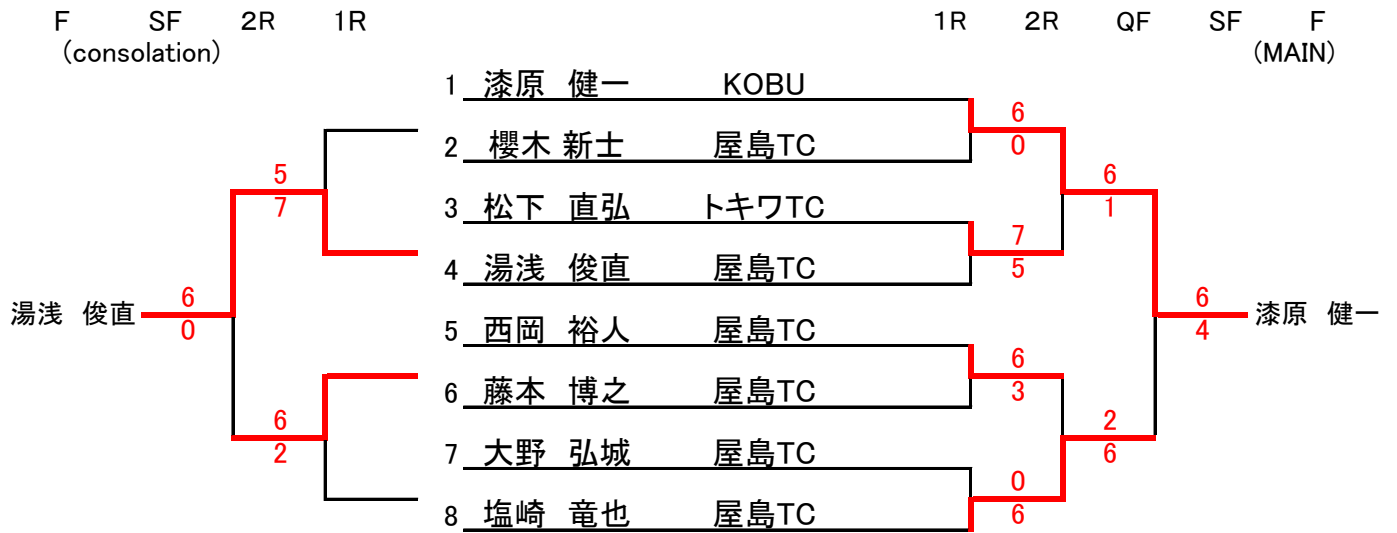 F SF 2R 1R 1R 2R QF SF F
(consolation) (MAIN)
1 漆原 健一 KOBU
6
2 櫻木 新士 屋島TC
0
5 6
7 1
3 松下 直弘 トキワTC
7
4 湯浅 俊直 屋島TC
5
6 6
湯浅 俊直 漆原 健一
0 4
5 西岡 裕人 屋島TC
6
6 藤本 博之 屋島TC
3
6 2
2 6
7 大野 弘城 屋島TC
0
8 塩崎 竜也 屋島TC
6